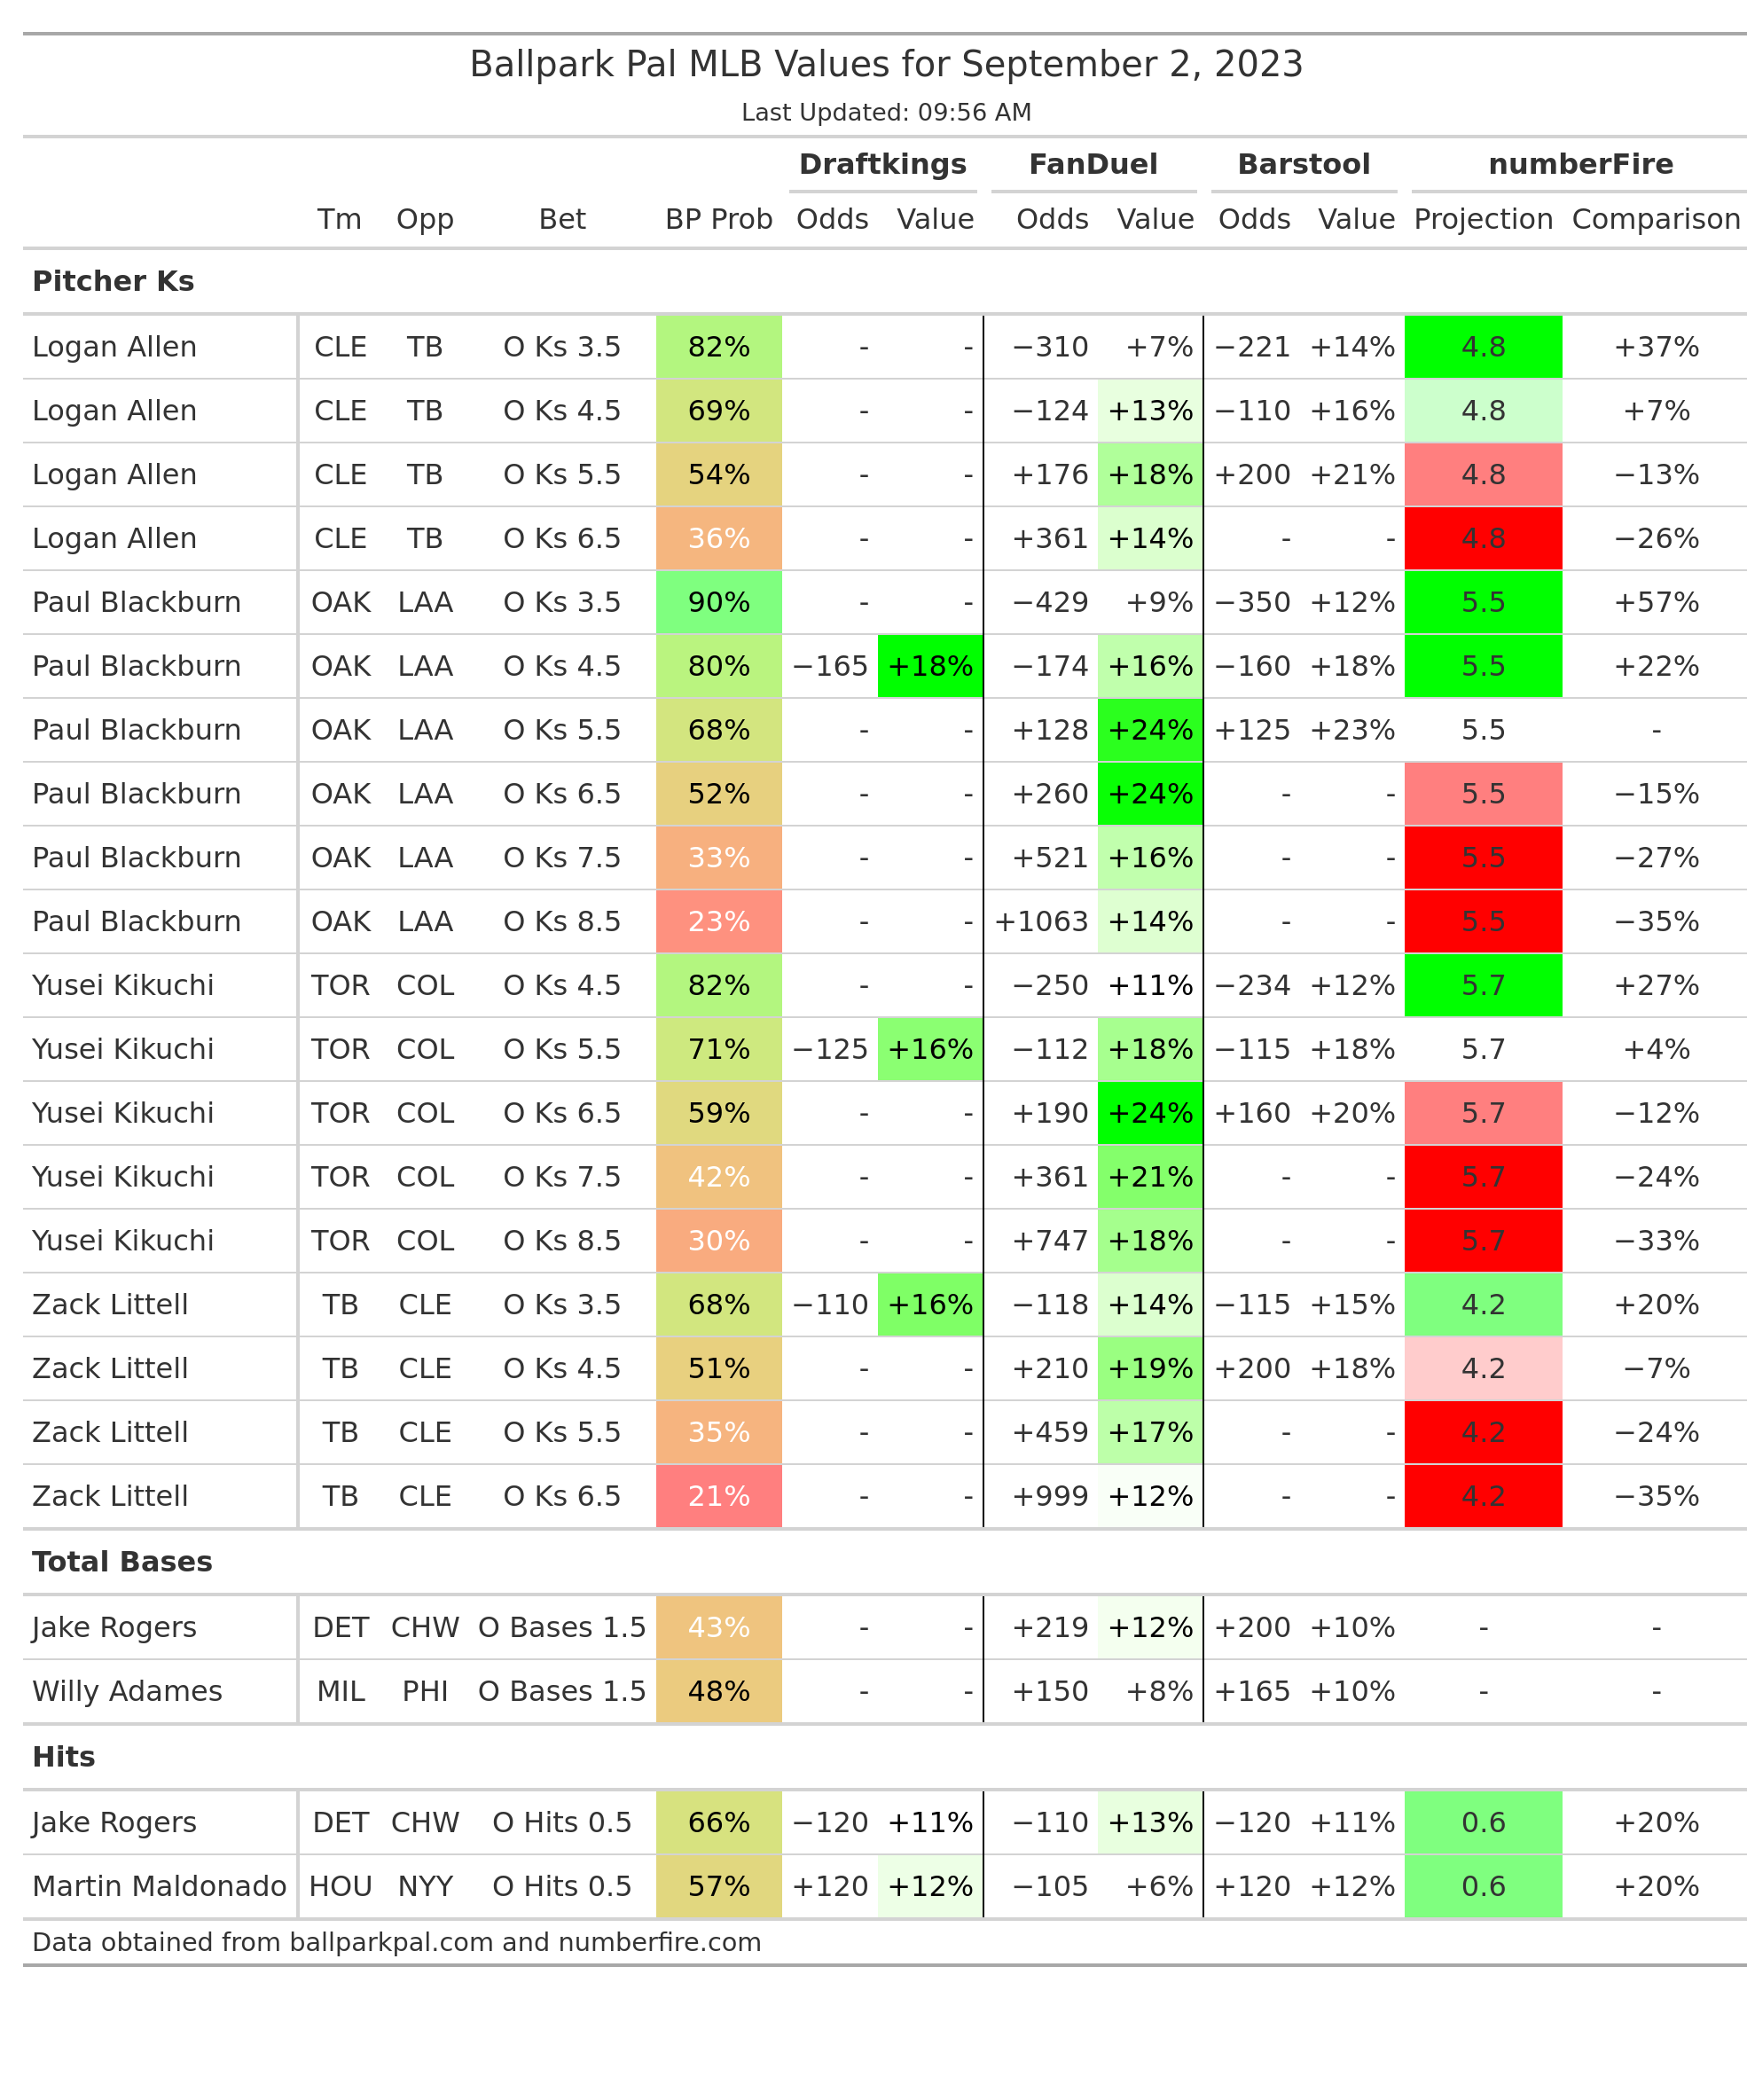 Ballpark Pal MLB Values for September 2, 2023
Last Updated: 09:56 AM
Draftkings FanDuel Barstool numberFire
Tm Opp Bet BP Prob Odds Value Odds Value Odds Value Projection Comparison
Pitcher Ks
Logan Allen CLE TB O Ks 3.5 82% - - −310 +7% −221 +14% 4.8 +37%
Logan Allen CLE TB O Ks 4.5 69% - - −124 +13% −110 +16% 4.8 +7%
Logan Allen CLE TB O Ks 5.5 54% - - +176 +18% +200 +21% 4.8 −13%
Logan Allen CLE TB O Ks 6.5 36% - - +361 +14% - - 4.8 −26%
Paul Blackburn OAK LAA O Ks 3.5 90% - - −429 +9% −350 +12% 5.5 +57%
Paul Blackburn OAK LAA O Ks 4.5 80% −165 +18% −174 +16% −160 +18% 5.5 +22%
Paul Blackburn OAK LAA O Ks 5.5 68% - - +128 +24% +125 +23% 5.5 -
Paul Blackburn OAK LAA O Ks 6.5 52% - - +260 +24% - - 5.5 −15%
Paul Blackburn OAK LAA O Ks 7.5 33% - - +521 +16% - - 5.5 −27%
Paul Blackburn OAK LAA O Ks 8.5 23% - - +1063 +14% - - 5.5 −35%
Yusei Kikuchi TOR COL O Ks 4.5 82% - - −250 +11% −234 +12% 5.7 +27%
Yusei Kikuchi TOR COL O Ks 5.5 71% −125 +16% −112 +18% −115 +18% 5.7 +4%
Yusei Kikuchi TOR COL O Ks 6.5 59% - - +190 +24% +160 +20% 5.7 −12%
Yusei Kikuchi TOR COL O Ks 7.5 42% - - +361 +21% - - 5.7 −24%
Yusei Kikuchi TOR COL O Ks 8.5 30% - - +747 +18% - - 5.7 −33%
Zack Littell TB CLE O Ks 3.5 68% −110 +16% −118 +14% −115 +15% 4.2 +20%
Zack Littell TB CLE O Ks 4.5 51% - - +210 +19% +200 +18% 4.2 −7%
Zack Littell TB CLE O Ks 5.5 35% - - +459 +17% - - 4.2 −24%
Zack Littell TB CLE O Ks 6.5 21% - - +999 +12% - - 4.2 −35%
Total Bases
Jake Rogers DET CHW O Bases 1.5 43% - - +219 +12% +200 +10% - -
Willy Adames MIL PHI O Bases 1.5 48% - - +150 +8% +165 +10% - -
Hits
Jake Rogers DET CHW O Hits 0.5 66% −120 +11% −110 +13% −120 +11% 0.6 +20%
Martin Maldonado HOU NYY O Hits 0.5 57% +120 +12% −105 +6% +120 +12% 0.6 +20%
Data obtained from ballparkpal.com and numberfire.com